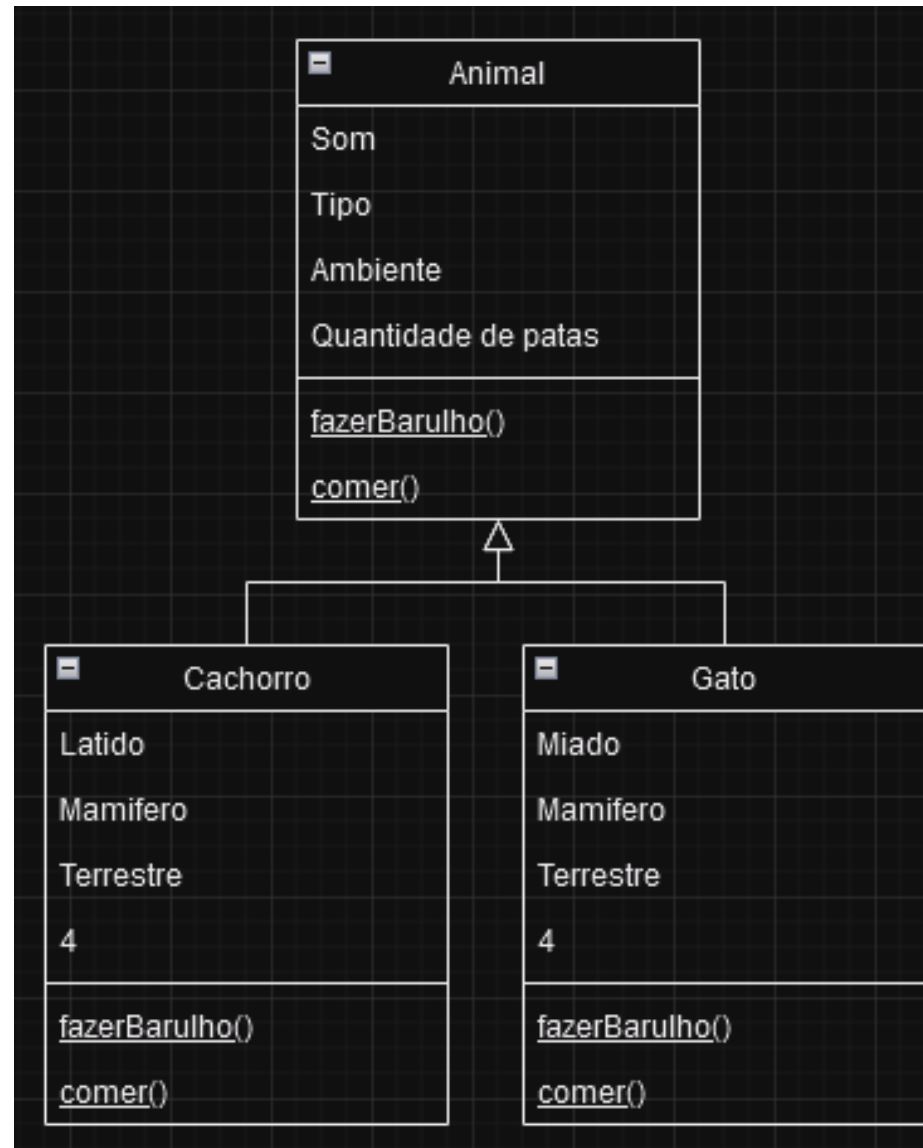 Animal
Som
Tipo
Ambiente
Quantidade de patas
fazerBarulho()
comer()
Cachorro
Latido
Mamifero
Terrestre
4
fazerBarulho()
comer()
Gato
Miado
Mamifero
Terrestre
4
fazerBarulho()
comer()